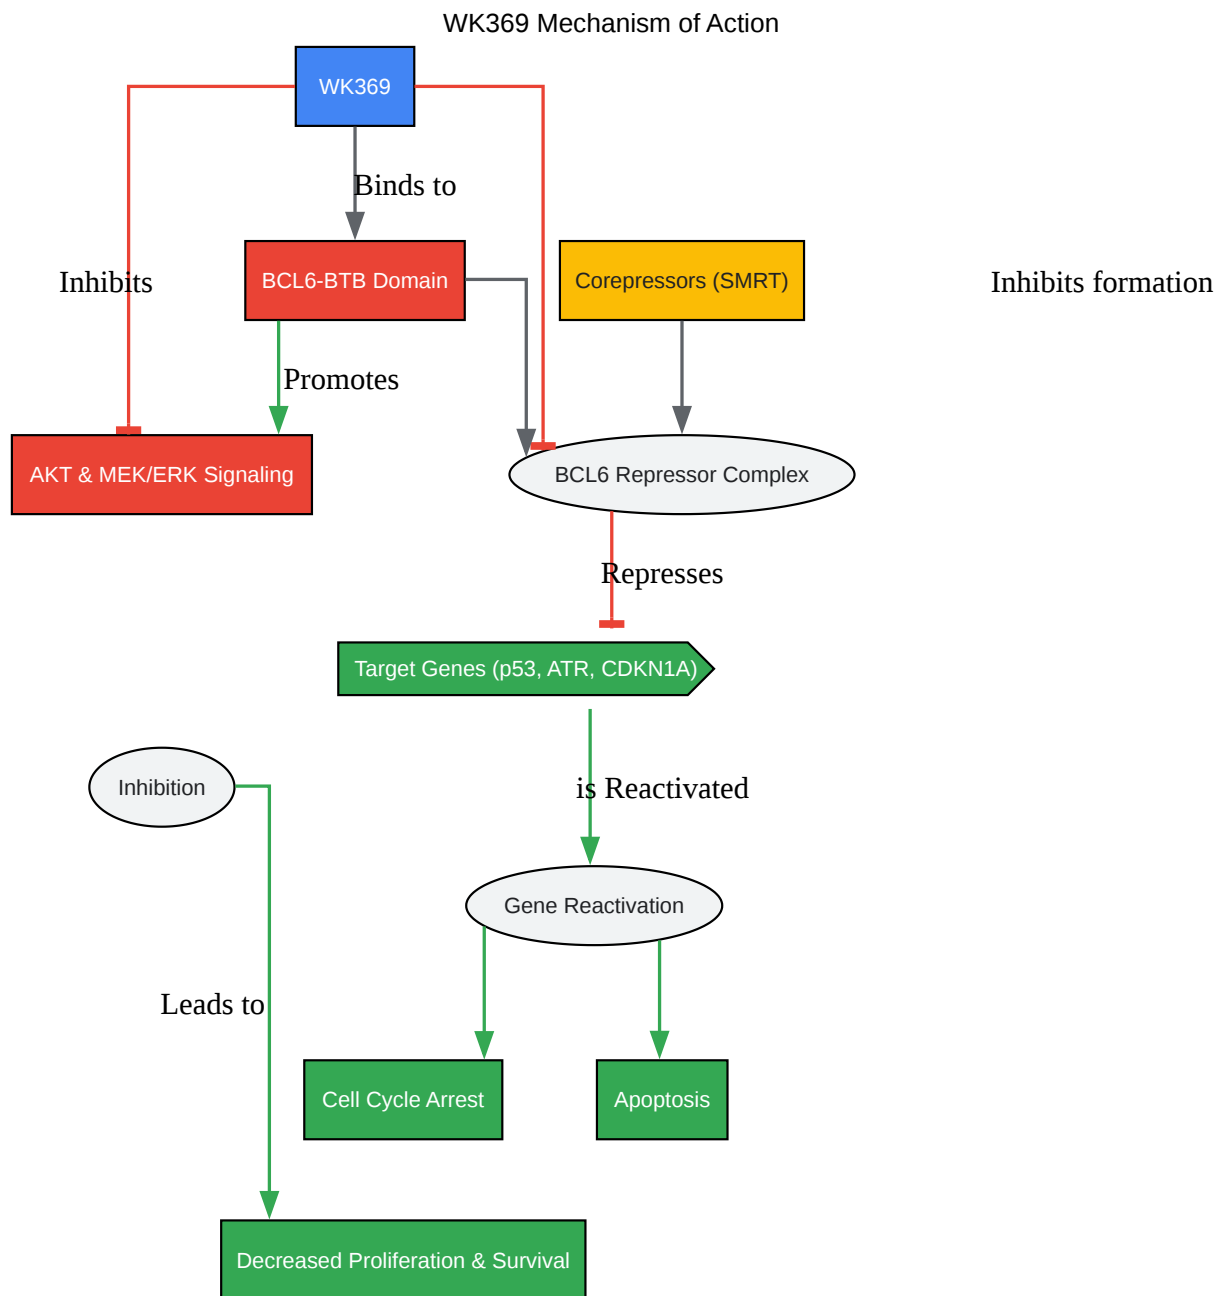 WK369 Mechanism of Action
WK369
Binds to
BCL6-BTB Domain
Corepressors (SMRT)
Inhibits
Inhibits formation
Promotes
AKT & MEK/ERK Signaling
BCL6 Repressor Complex
Represses
Target Genes (p53, ATR, CDKN1A)
Inhibition
is Reactivated
Gene Reactivation
Leads to
Cell Cycle Arrest
Apoptosis
Decreased Proliferation & Survival